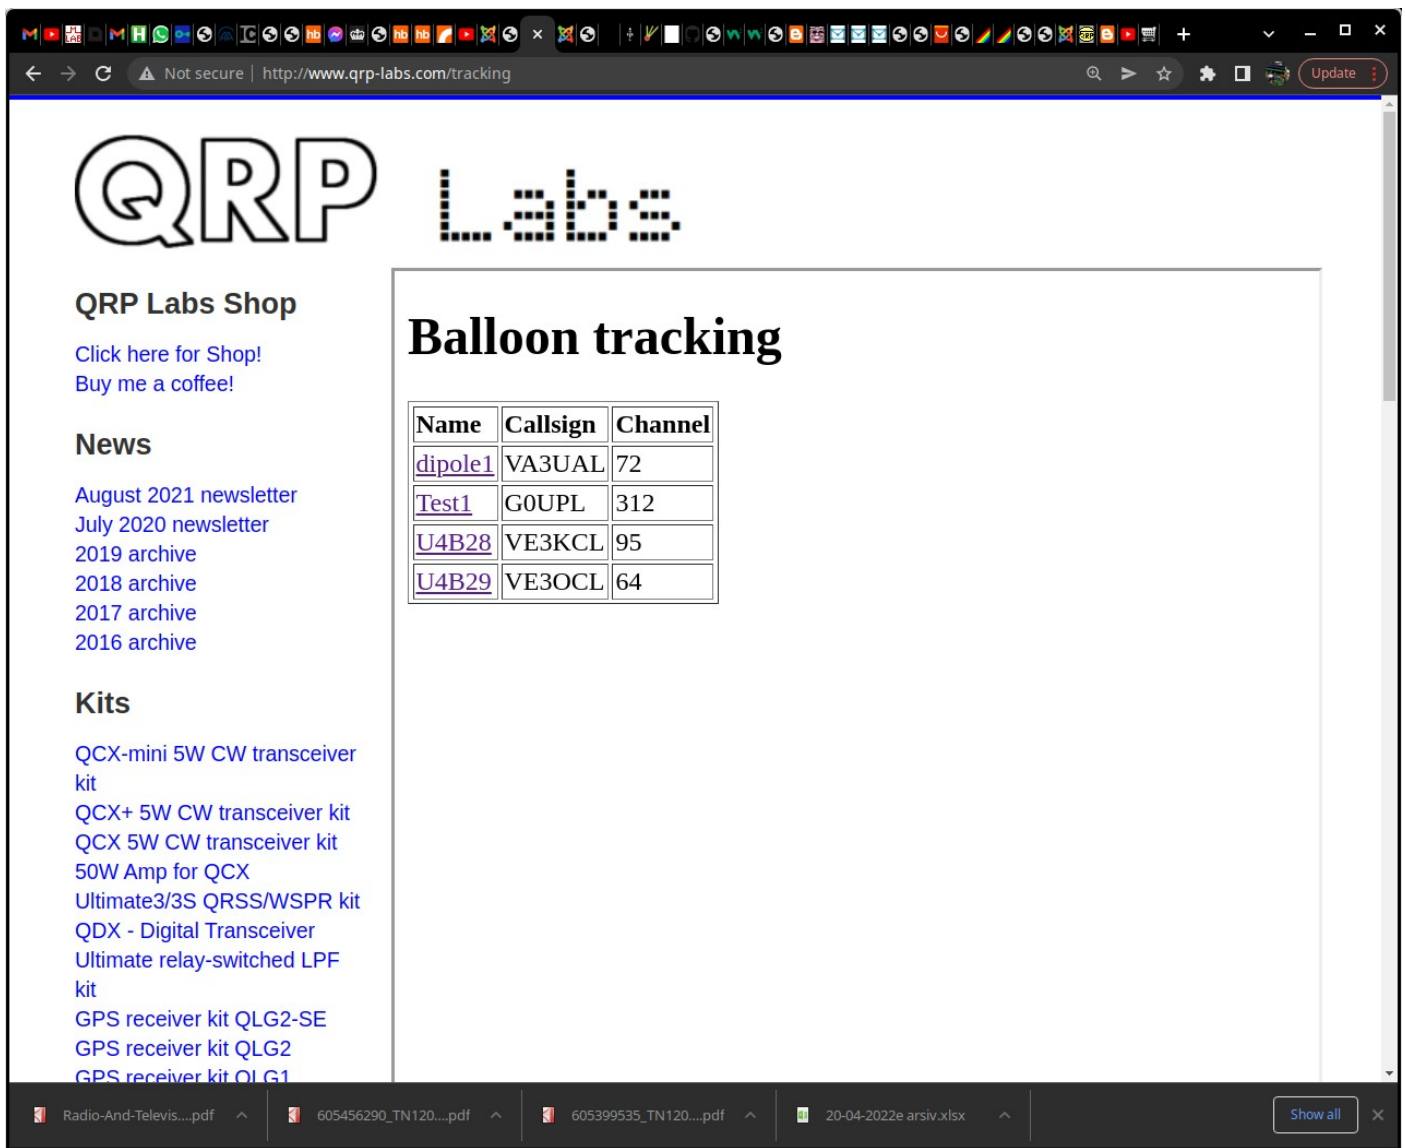 Not secure | http://www.qrp-labs.com/tracking
Update
QRP Labs
QRP Labs Shop
Click here for Shop!
Buy me a coffee!
News
August 2021 newsletter
July 2020 newsletter
2019 archive
2018 archive
2017 archive
2016 archive
Kits
QCX-mini 5W CW transceiver
kit
QCX+ 5W CW transceiver kit
QCX 5W CW transceiver kit
50W Amp for QCX
Ultimate3/3S QRSS/WSPR kit
QDX - Digital Transceiver
Ultimate relay-switched LPF
kit
GPS receiver kit QLG2-SE
GPS receiver kit QLG2
GPS receiver kit QLG1
Balloon tracking
Name Callsign Channel
dipole1 VA3UAL 72
Test1 G0UPL 312
U4B28 VE3KCL 95
U4B29 VE3OCL 64
Radio-And-Televis....pdf
605456290_TN120....pdf
605399535_TN120....pdf
20-04-2022e arsiv.xlsx
Show all